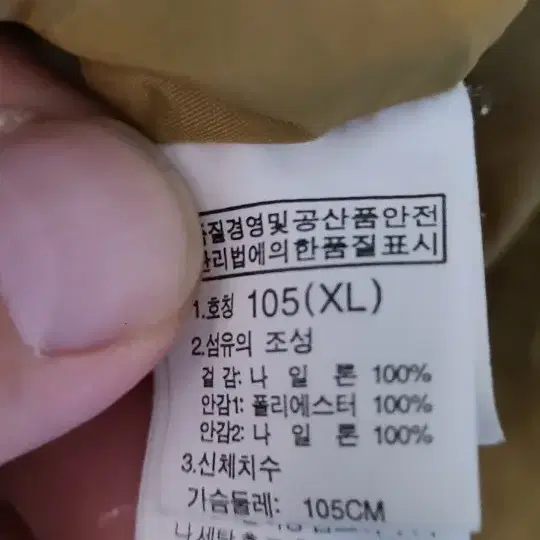 품질경영및공산품안전
관리법에의한품질표시
1.호칭 105(XL)
2.섬유의 조성
겉 감: 나 일 론 100%
안감1: 폴리에스터 100%
안감2: 나 일 론 100%
3.신체치수
가슴둘레: 105CM